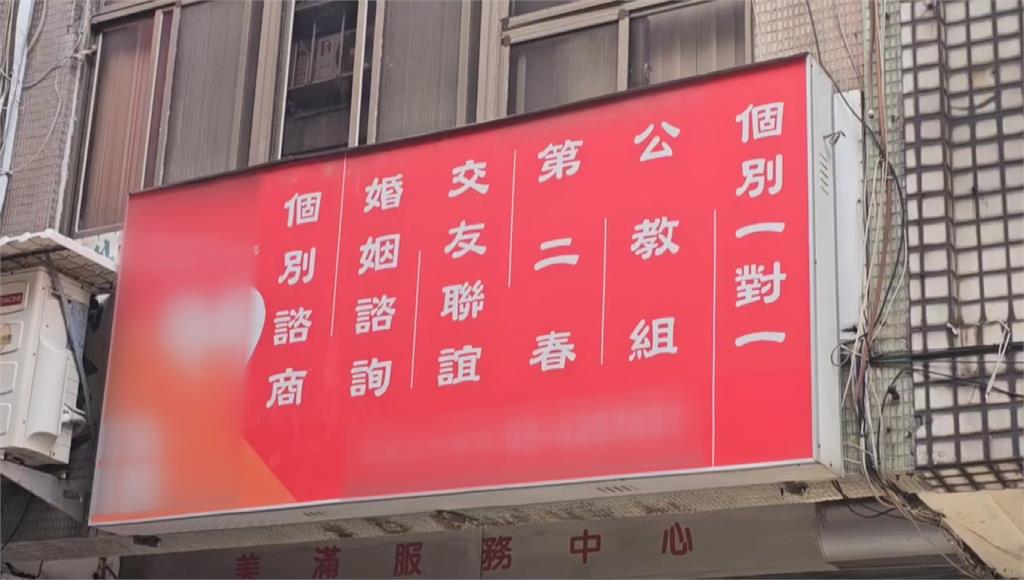 個別一對一
公教組
第二春
交友聯誼
婚姻諮詢
個別諮商
美滿服務中心